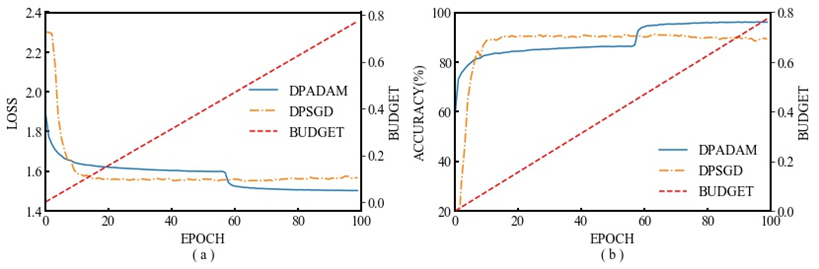 2.4
2.2
2.0
1.8
1.6
1.4
LOSS
0 20 40 60 80 100
EPOCH
0.8
0.6
0.4
0.2
0.0
BUDGET
DPADAM
DPSGD
BUDGET
( a )
100
80
60
40
20
ACCURACY(%)
0 20 40 60 80 100
EPOCH
0.8
0.6
0.4
0.2
0.0
BUDGET
DPADAM
DPSGD
BUDGET
( b )